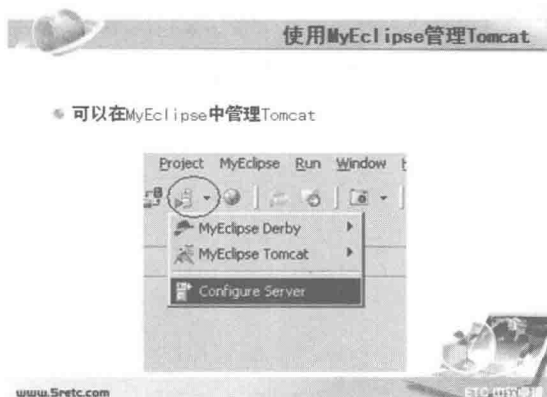 使用MyEclipse管理Tomcat
可以在MyEclipse中管理Tomcat
Project MyEclipse Run Window
MyEclipse Derby
MyEclipse Tomcat
Configure Server
www.5retc.com
ETC